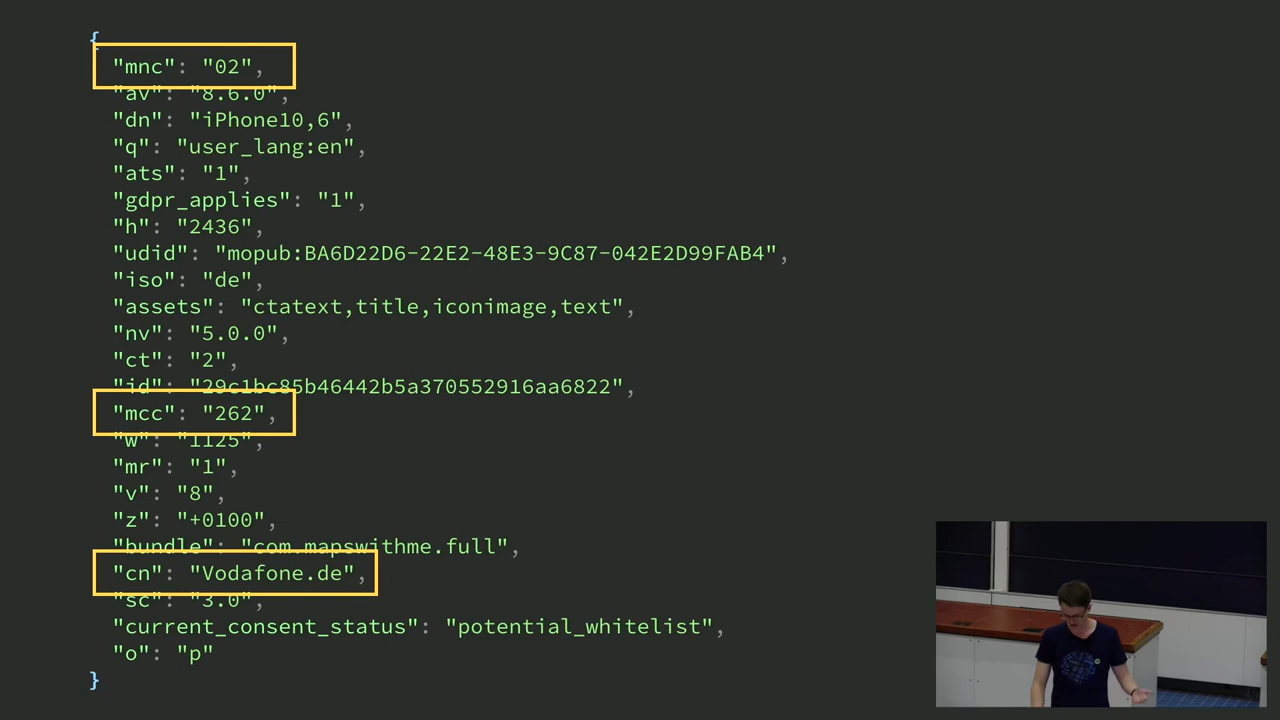 {
"mnc": "02",
"av": "8.6.0",
"dn": "iPhone10,6",
"q": "user_lang:en",
"ats": "1",
"gdpr_applies": "1",
"h": "2436",
"udid": "mopub:BA6D22D6-22E2-48E3-9C87-042E2D99FAB4",
"iso": "de",
"assets": "ctatext,title,iconimage,text",
"nv": "5.0.0",
"ct": "2",
"id": "29c1bc85b46442b5a370552916aa6822",
"mcc": "262",
"w": "1125",
"mr": "1",
"v": "8",
"z": "+0100",
"bundle": "com.mapswithme.full",
"cn": "Vodafone.de",
"sc": "3.0",
"current_consent_status": "potential_whitelist",
"o": "p"
}